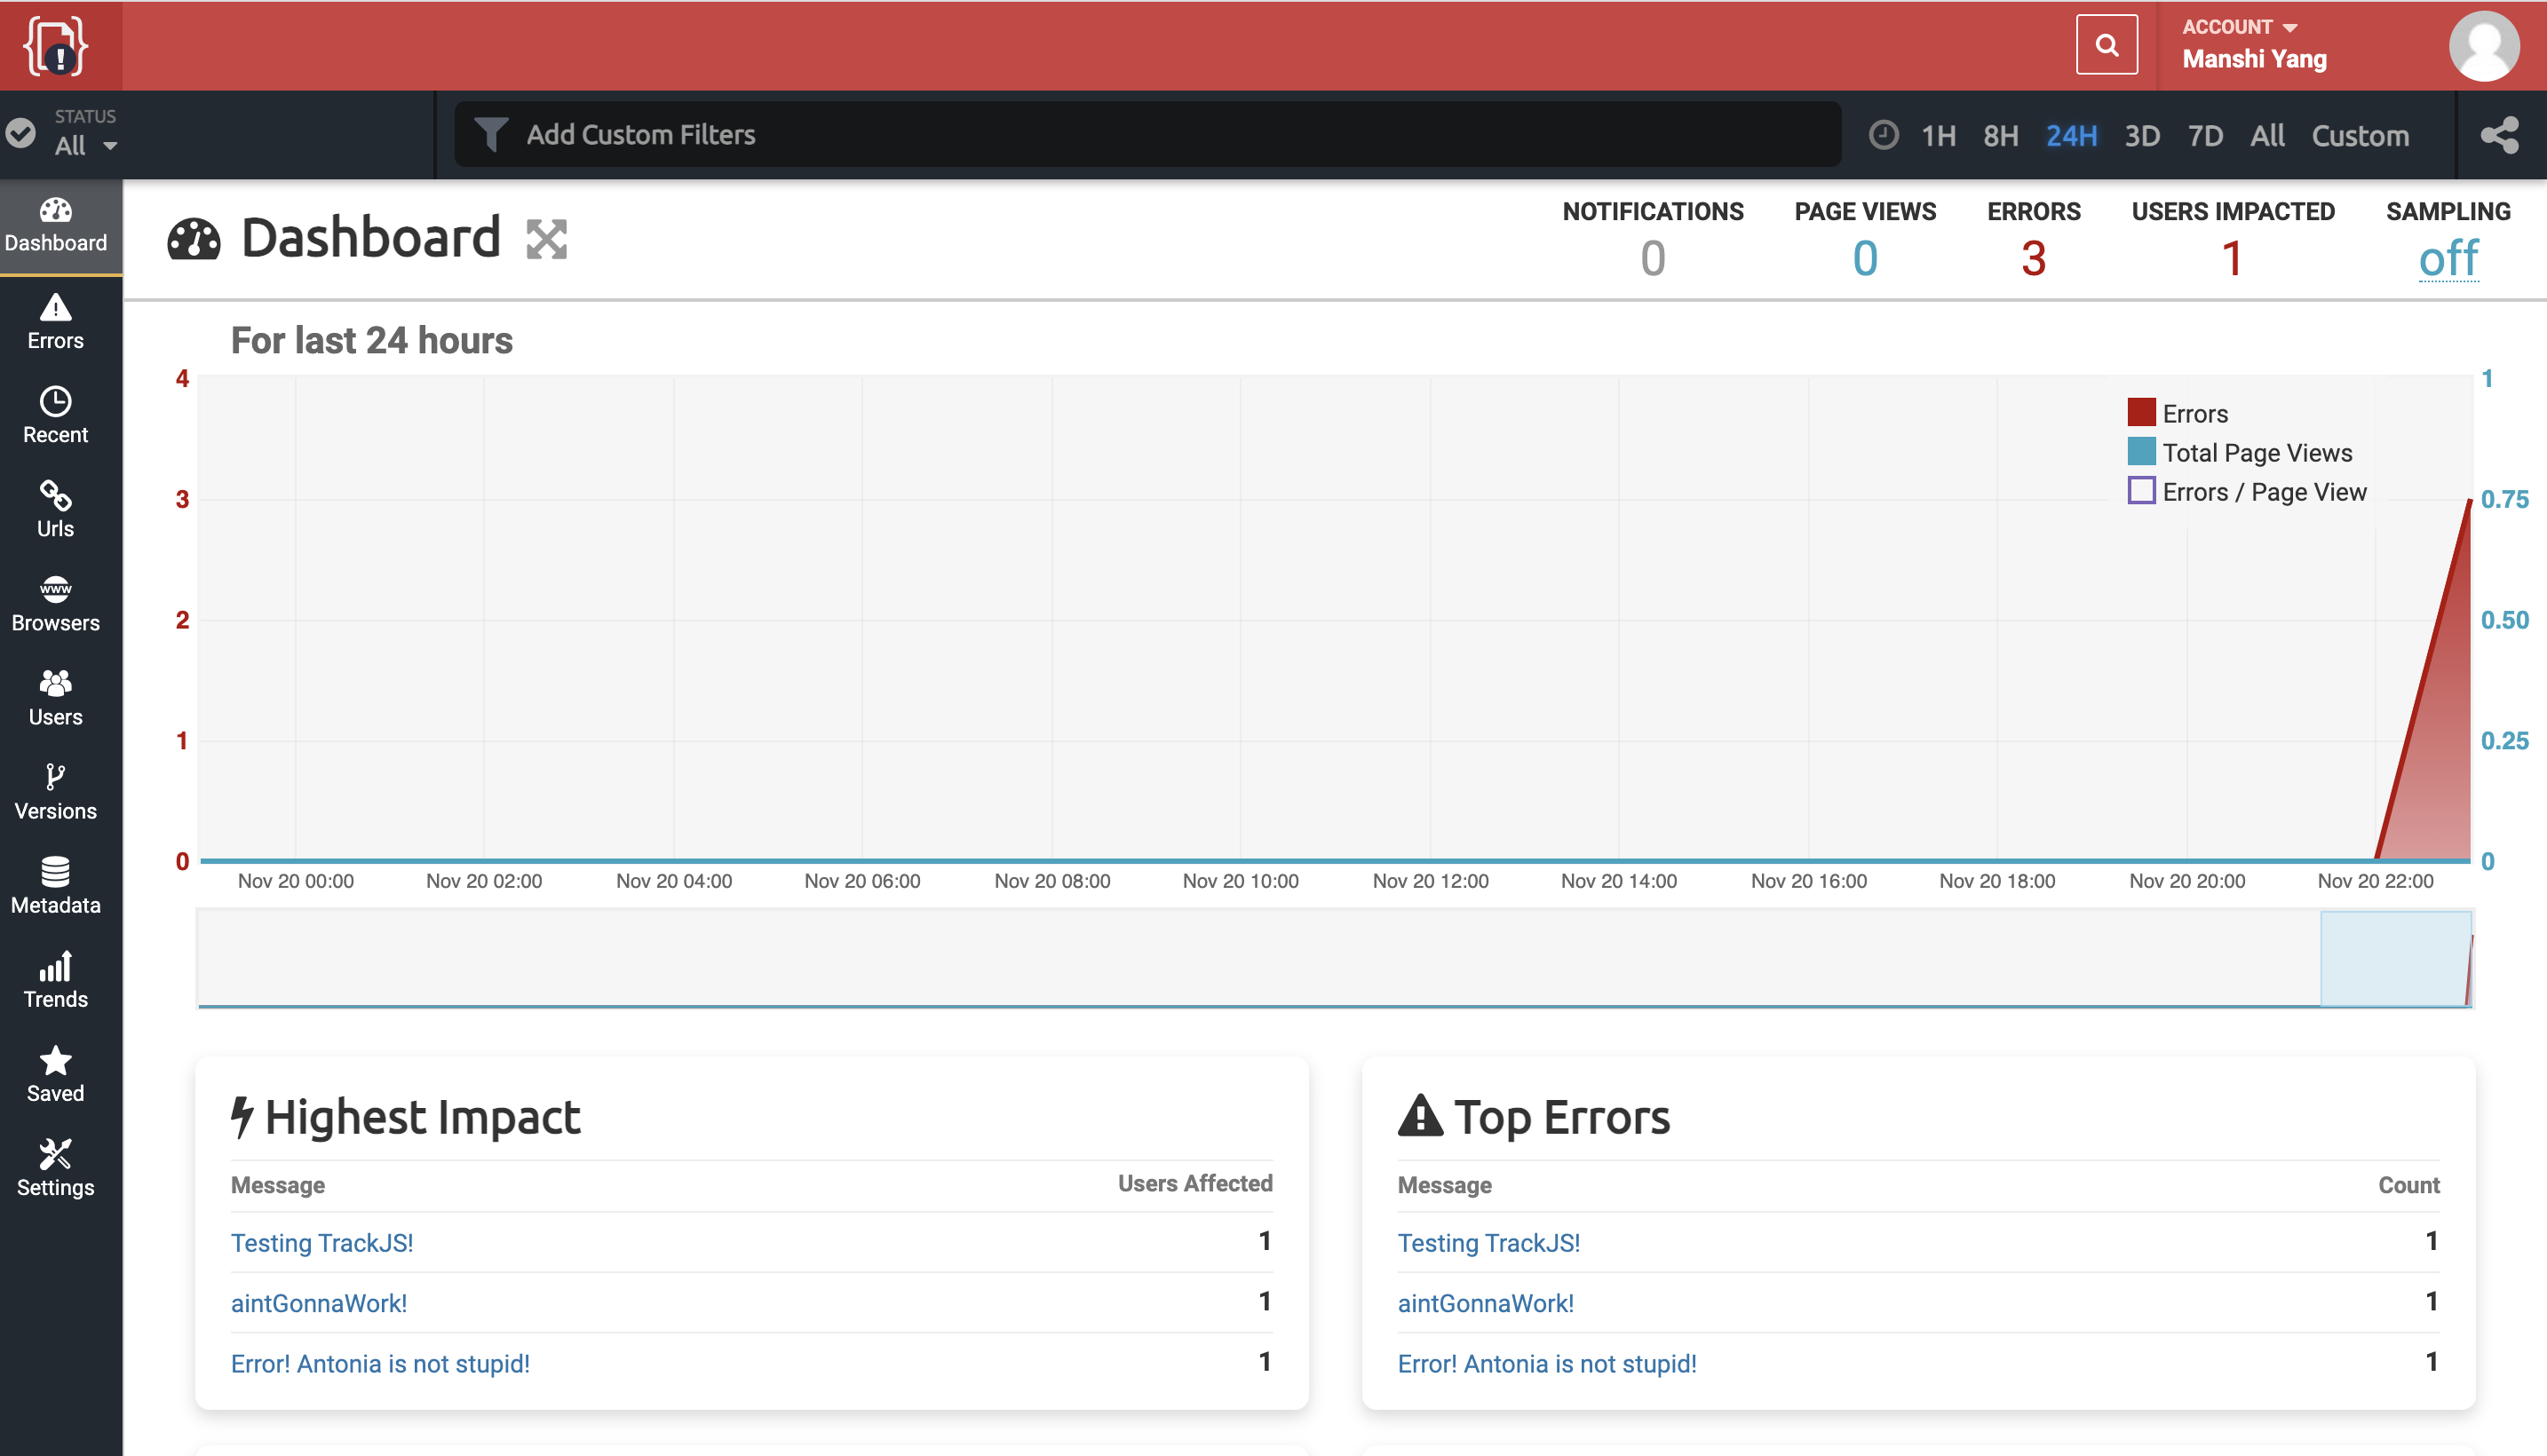 ACCOUNT
Manshi Yang
STATUS
All
Add Custom Filters
1H 8H 24H 3D 7D All Custom
Dashboard
Errors
Recent
Urls
www
Browsers
Users
Versions
Metadata
Trends
Saved
Settings
Dashboard
NOTIFICATIONS
0
PAGE VIEWS
0
ERRORS
3
USERS IMPACTED
1
SAMPLING
off
For last 24 hours
4
3
2
1
0
1
0.75
0.50
0.25
0
Errors
Total Page Views
Errors / Page View
Nov 20 00:00 Nov 20 02:00 Nov 20 04:00 Nov 20 06:00 Nov 20 08:00 Nov 20 10:00 Nov 20 12:00 Nov 20 14:00 Nov 20 16:00 Nov 20 18:00 Nov 20 20:00 Nov 20 22:00
Highest Impact
Message Users Affected
Testing TrackJS! 1
aintGonnaWork! 1
Error! Antonia is not stupid! 1
Top Errors
Message Count
Testing TrackJS! 1
aintGonnaWork! 1
Error! Antonia is not stupid! 1